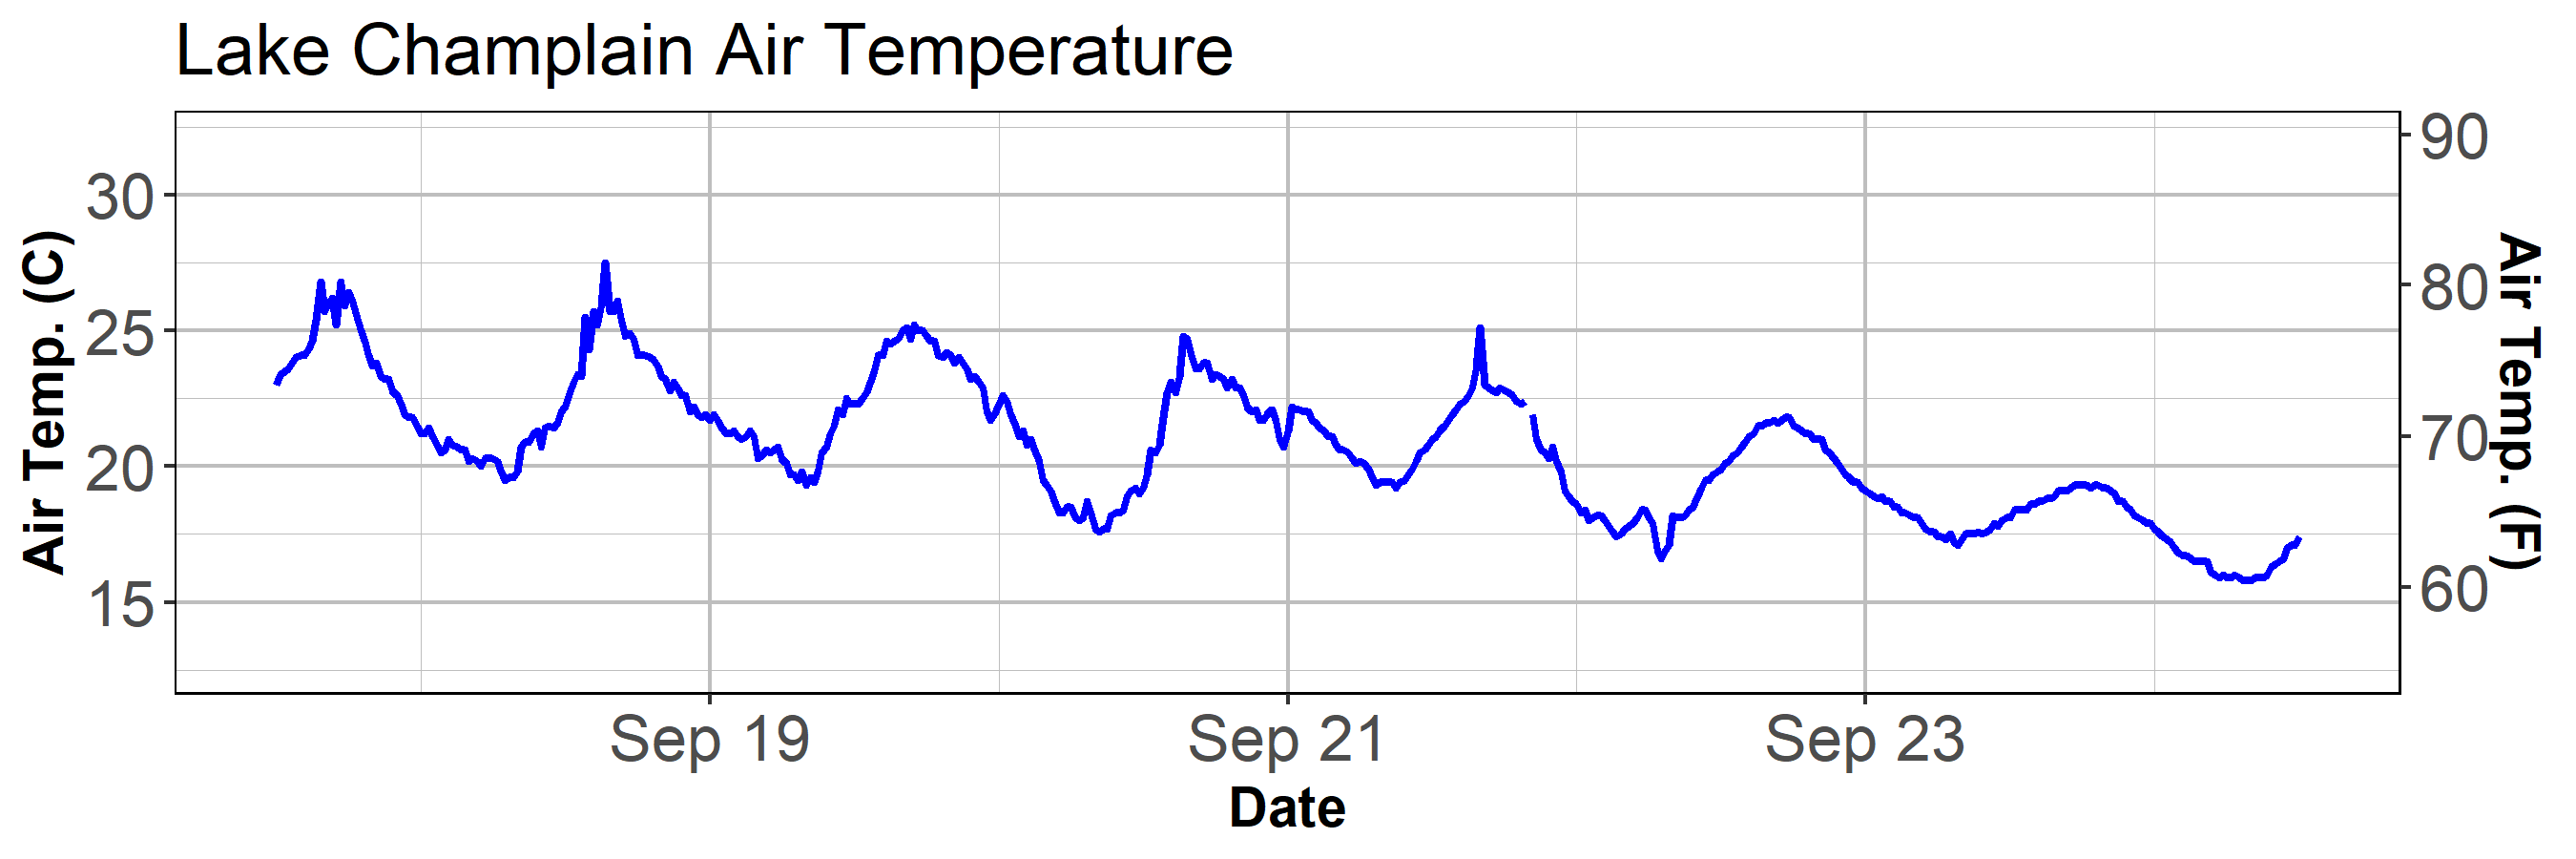 Lake Champlain Air Temperature
Air Temp. (C)
30
25
20
15
90
80
70
60
Air Temp. (F)
Sep 19
Sep 21
Sep 23
Date